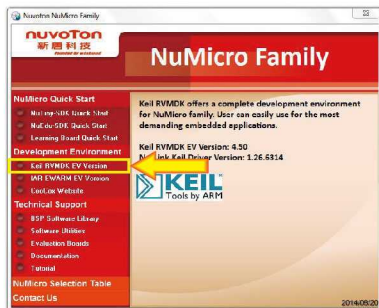 Nuvoton NuMicro Family
nuvoTon
新唐科技
NuMicro Family
NuMicro Quick Start
NuTiny-SDK Quick Start
NuEdu-SDK Quick Start
Learning Board Quick Start
Development Environment
Keil RVMDK EV Version
IAR EWARM EV Version
CooCox Website
Technical Support
BSP Software Library
Software Utilities
Evaluation Boards
Documentation
Tutorial
NuMicro Selection Table
Contact Us
Keil RVMDK offers a complete development environment
for NuMicro family. User can easily use for the most
demanding embedded applications.
Keil RVMDK EV Version: 4.50
Keil Driver Version: 1.26.6314
KEIL
Tools by ARM
2014/09/20